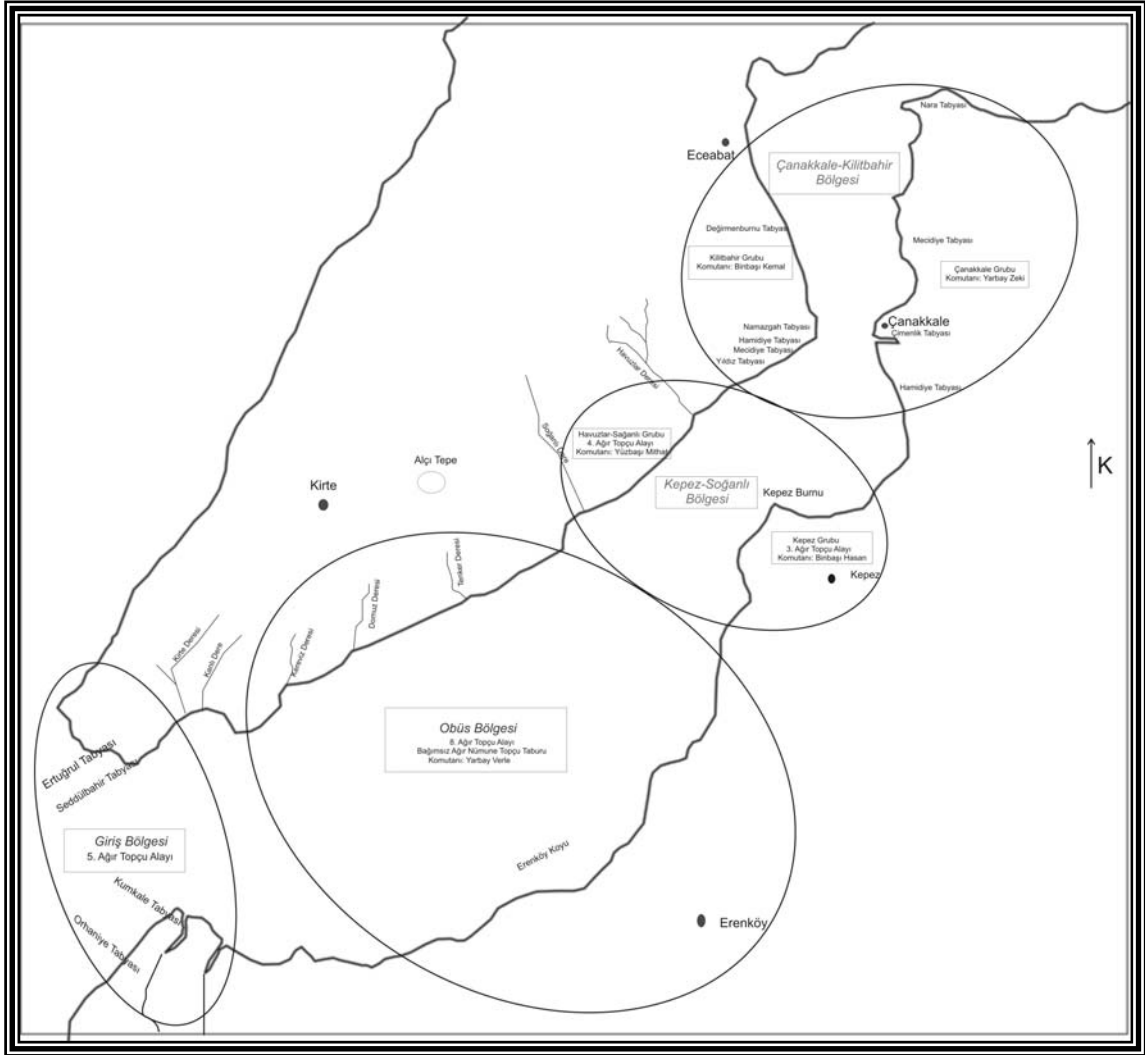 Nara Tabyası
Eceabat
Çanakkale-Kilitbahir
Bölgesi
Değirmenburnu Tabyası
Mecidiye Tabyası
Kilitbahir Grubu
Komutanı: Binbaşı Kemal
Çanakkale Grubu
Komutanı: Yarbay Zeki
Çanakkale
Çimenlik Tabyası
Namazgah Tabyası
Hamidiye Tabyası
Mecidiye Tabyası
Yıldız Tabyası
Hamidiye Tabyası
Havuzlar Deresi
Soğanlı Dere
Havuzlar-Sağanlı Grubu
4. Ağır Topçu Alayı
Komutanı: Yüzbaşı Mithat
Alçı Tepe
Kirte
K
Kepez-Soğanlı
Bölgesi
Kepez Burnu
Kepez Grubu
3. Ağır Topçu Alayı
Komutanı: Binbaşı Hasan
Kepez
Tenker Deresi
Domuz Deresi
Kereviz Deresi
Kanlı Dere
Kirte Deresi
Obüs Bölgesi
8. Ağır Topçu Alayı
Bağımsız Ağır Nümune Topçu Taburu
Komutanı: Yarbay Verle
Ertuğrul Tabyası
Seddülbahir Tabyası
Giriş Bölgesi
5. Ağır Topçu Alayı
Kumkale Tabyası
Orhaniye Tabyası
Erenköy Koyu
Erenköy